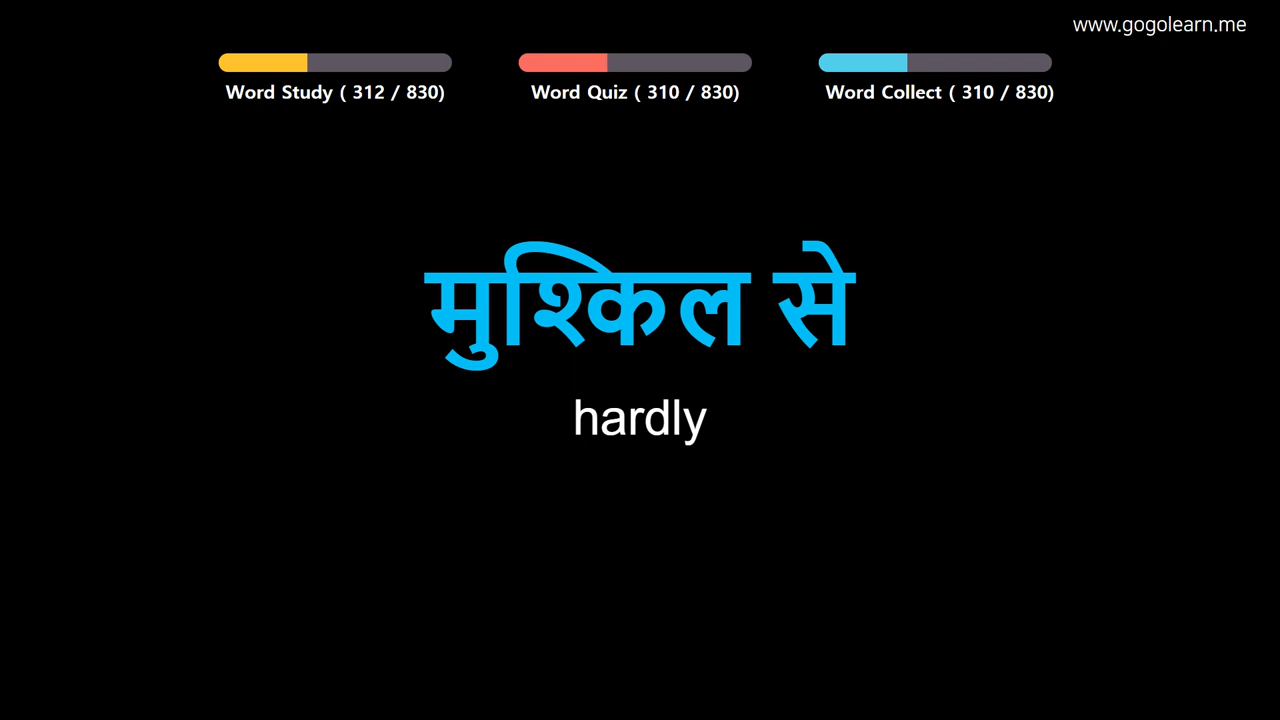 www.gogolearn.me
Word Study ( 312 / 830)
Word Quiz ( 310 / 830)
Word Collect ( 310 / 830)
मुश्किल से
hardly